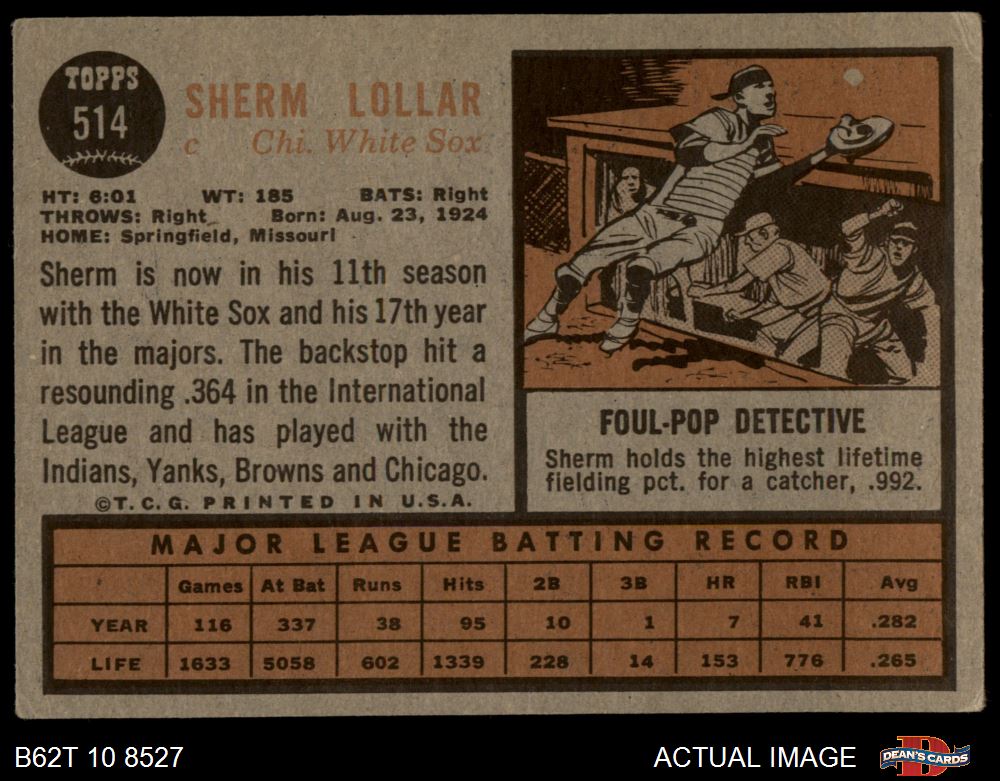 TOPPS
514
SHERM LOLLAR
c Chi. White Sox
HT: 6:01 WT: 185 BATS: Right
THROWS: Right Born: Aug. 23, 1924
HOME: Springfield, Missouri
Sherm is now in his 11th season
with the White Sox and his 17th year
in the majors. The backstop hit a
resounding .364 in the International
League and has played with the
Indians, Yanks, Browns and Chicago.
©T.C.G. PRINTED IN U.S.A.
FOUL-POP DETECTIVE
Sherm holds the highest lifetime
fielding pct. for a catcher, .992.
MAJOR LEAGUE BATTING RECORD
Games At Bat Runs Hits 2B 3B HR RBI Avg
YEAR 116 337 38 95 10 1 7 41 .282
LIFE 1633 5058 602 1339 228 14 153 776 .265
B62T 10 8527 ACTUAL IMAGE DEAN'S CARDS